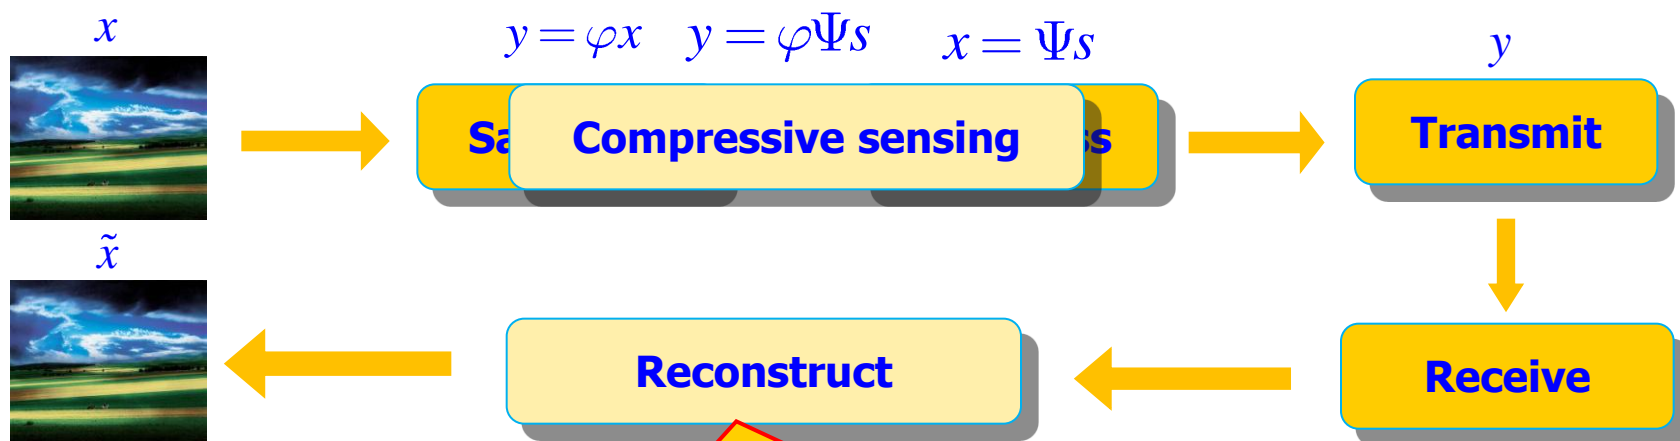 x
y = φx y = φΨs x = Ψs
y
Compressive sensing
Transmit
x̃
Reconstruct
Receive